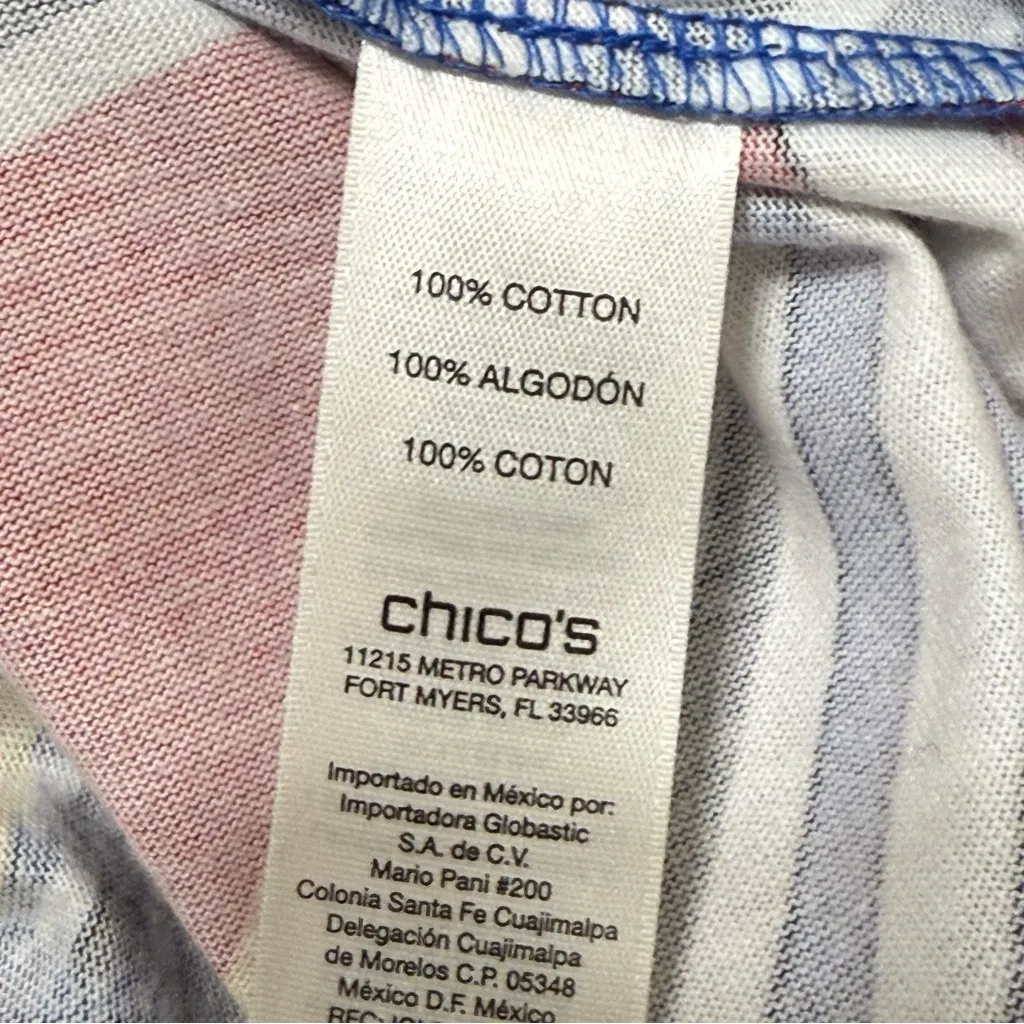 100% COTTON
100% ALGODÓN
100% COTON
chico's
11215 METRO PARKWAY
FORT MYERS, FL 33966
Importado en México por:
Importadora Globastic
S.A. de C.V.
Mario Pani #200
Colonia Santa Fe Cuajimalpa
Delegación Cuajimalpa
de Morelos C.P. 05348
México D.F. México